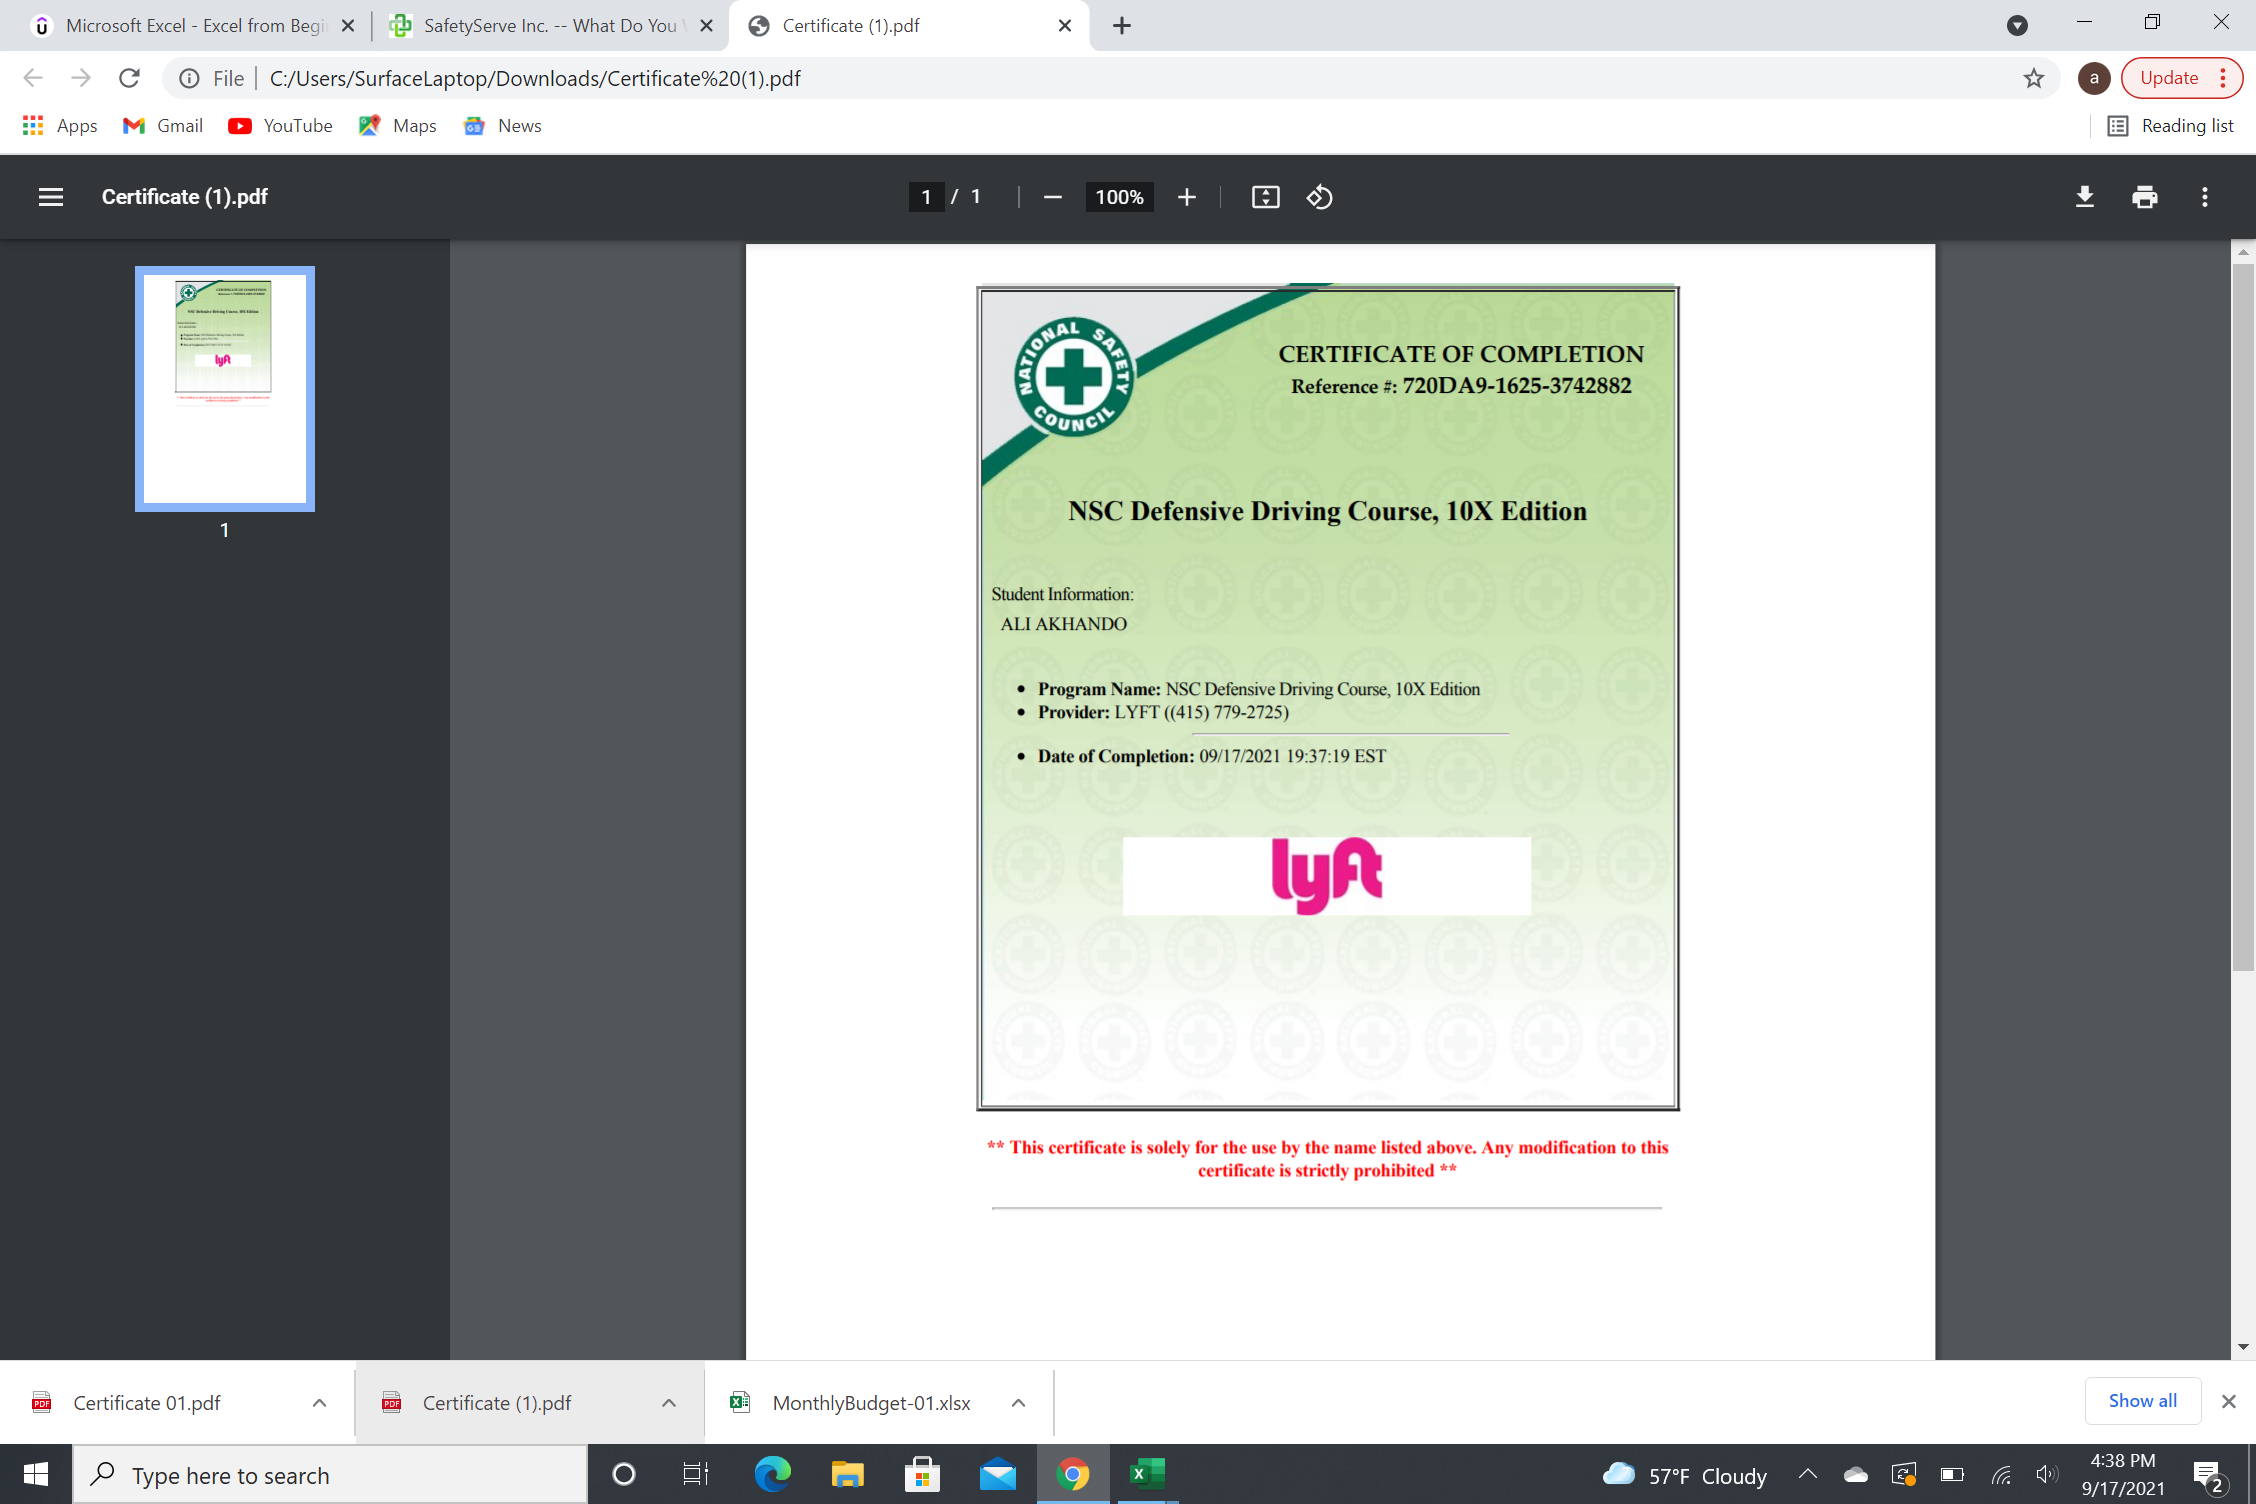 Microsoft Excel - Excel from Begi
SafetyServe Inc. -- What Do You
Certificate (1).pdf
File
C:/Users/SurfaceLaptop/Downloads/Certificate%20(1).pdf
a
Update
Apps
Gmail
YouTube
Maps
News
Reading list
Certificate (1).pdf
1 / 1
100%
1
NATIONAL SAFETY COUNCIL
CERTIFICATE OF COMPLETION
Reference #: 720DA9-1625-3742882
NSC Defensive Driving Course, 10X Edition
Student Information:
ALI AKHANDO
• Program Name: NSC Defensive Driving Course, 10X Edition
• Provider: LYFT ((415) 779-2725)
• Date of Completion: 09/17/2021 19:37:19 EST
lyft
** This certificate is solely for the use by the name listed above. Any modification to this
certificate is strictly prohibited **
Certificate 01.pdf
Certificate (1).pdf
MonthlyBudget-01.xlsx
Show all
Type here to search
57°F Cloudy
4:38 PM
9/17/2021
2